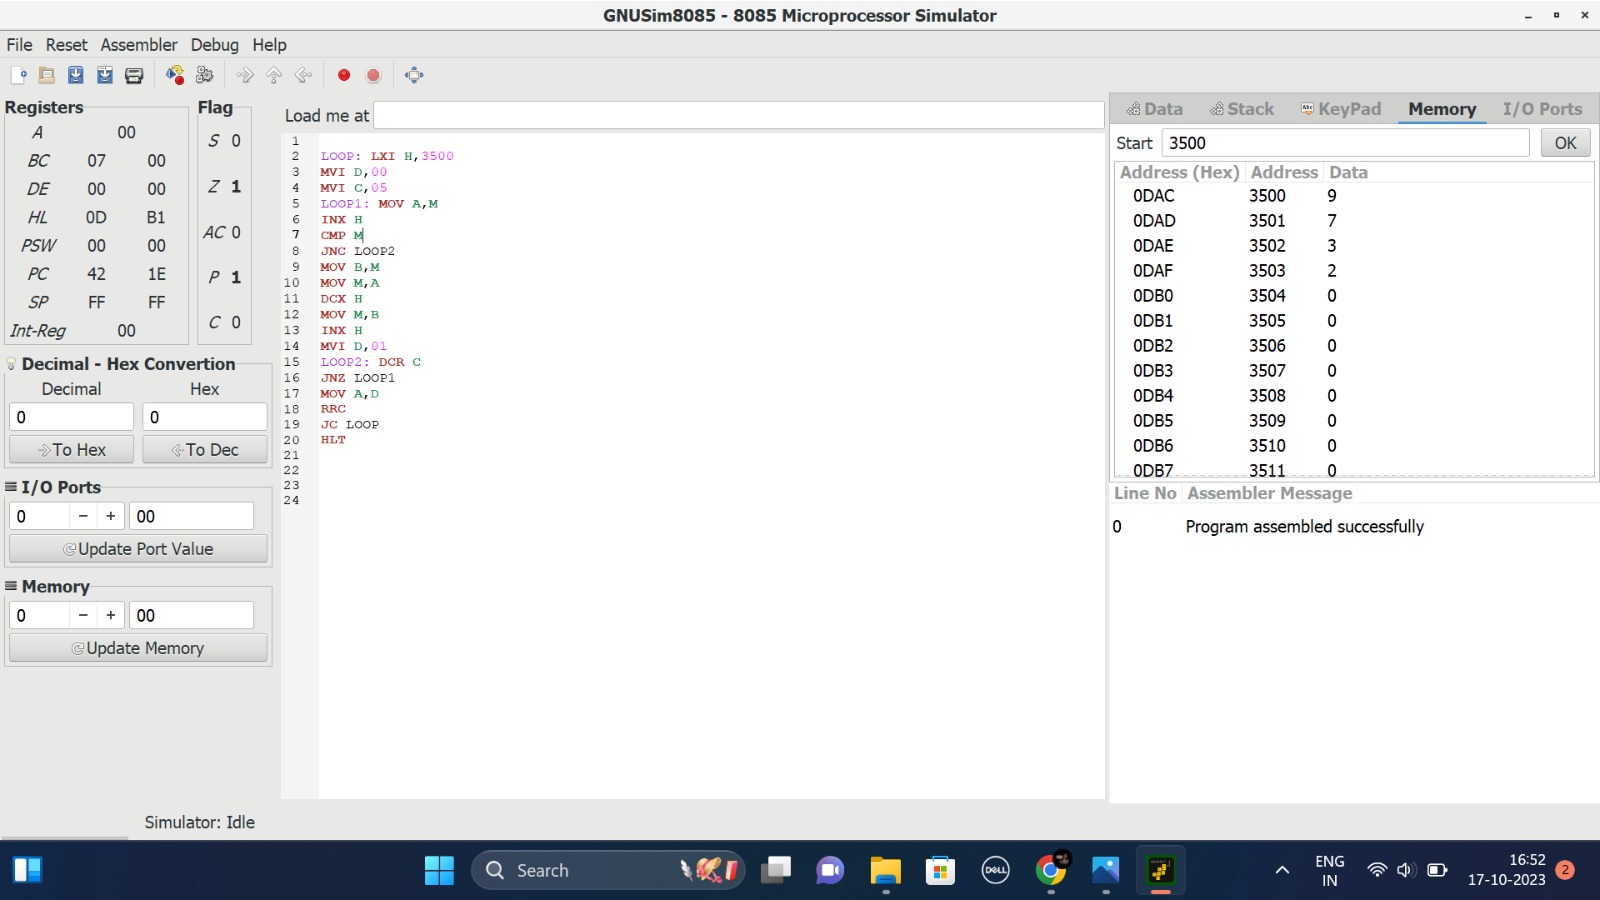 GNUSim8085 - 8085 Microprocessor Simulator
File Reset Assembler Debug Help
Registers
A 00
BC 07 00
DE 00 00
HL 0D B1
PSW 00 00
PC 42 1E
SP FF FF
Int-Reg 00
Flag
S 0
Z 1
AC 0
P 1
C 0
Decimal - Hex Convertion
Decimal Hex
0 0
To Hex To Dec
I/O Ports
0 - + 00
Update Port Value
Memory
0 - + 00
Update Memory
Load me at
1
2 LOOP: LXI H,3500
3 MVI D,00
4 MVI C,05
5 LOOP1: MOV A,M
6 INX H
7 CMP M
8 JNC LOOP2
9 MOV B,M
10 MOV M,A
11 DCX H
12 MOV M,B
13 INX H
14 MVI D,01
15 LOOP2: DCR C
16 JNZ LOOP1
17 MOV A,D
18 RRC
19 JC LOOP
20 HLT
21
22
23
24
Data Stack Abc KeyPad Memory I/O Ports
Start 3500 OK
Address (Hex) Address Data
0DAC 3500 9
0DAD 3501 7
0DAE 3502 3
0DAF 3503 2
0DB0 3504 0
0DB1 3505 0
0DB2 3506 0
0DB3 3507 0
0DB4 3508 0
0DB5 3509 0
0DB6 3510 0
0DB7 3511 0
Line No Assembler Message
0 Program assembled successfully
Simulator: Idle
Search
DELL
ENG
IN
16:52
17-10-2023
2